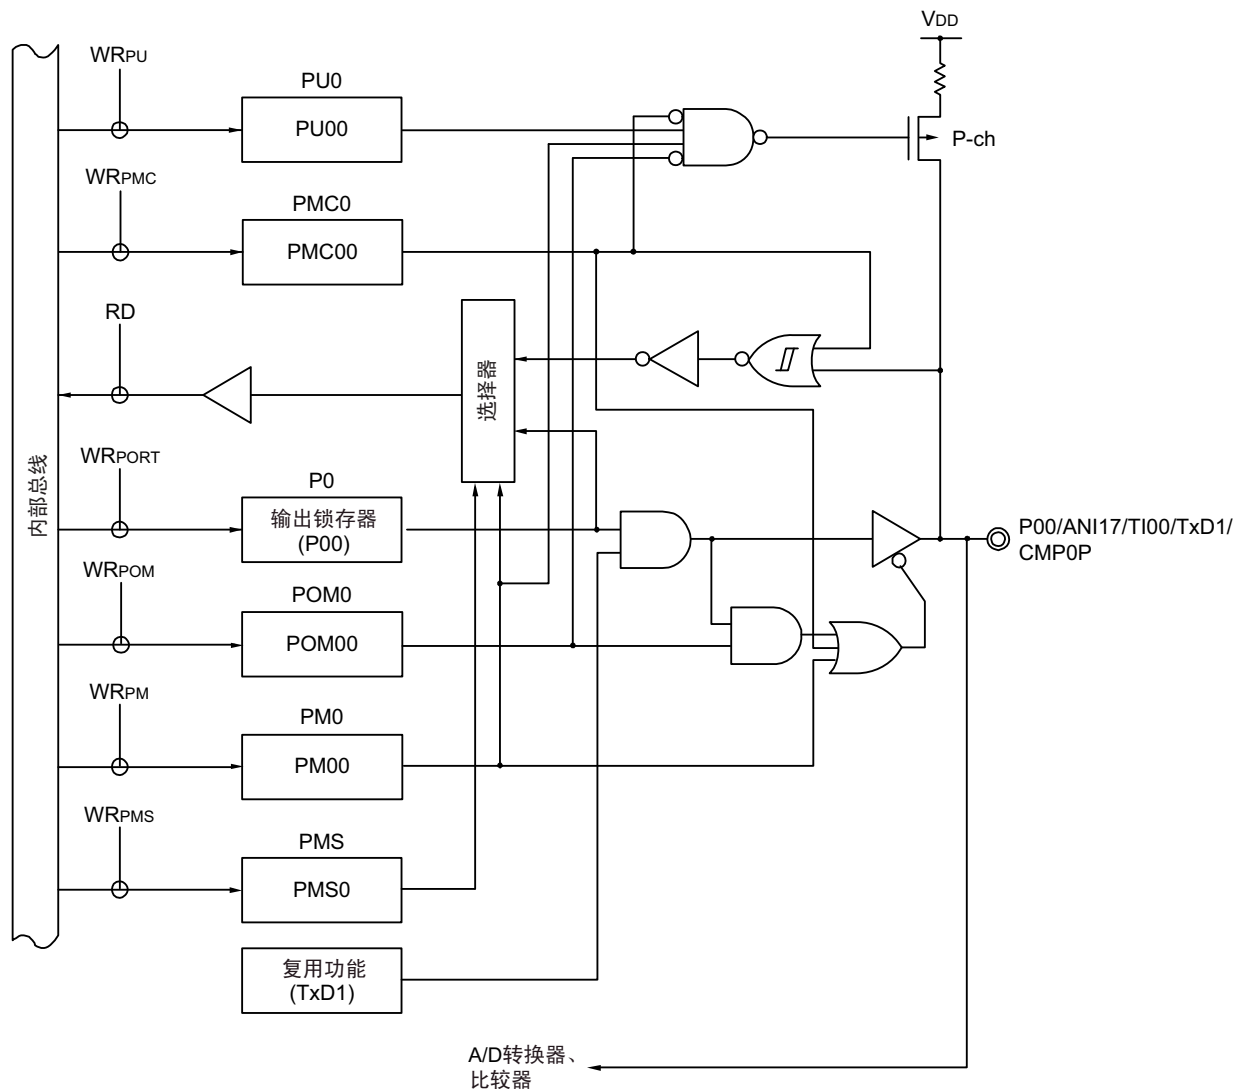 VDD
WRPU
PU0
PU00
P-ch
WRPMC
PMC0
PMC00
RD
选择器
内部总线
WRPORT
P0
输出锁存器
(P00)
P00/ANI17/TI00/TxD1/
CMP0P
WRPOM
POM0
POM00
WRPM
PM0
PM00
WRPMS
PMS
PMS0
复用功能
(TxD1)
A/D转换器、
比较器